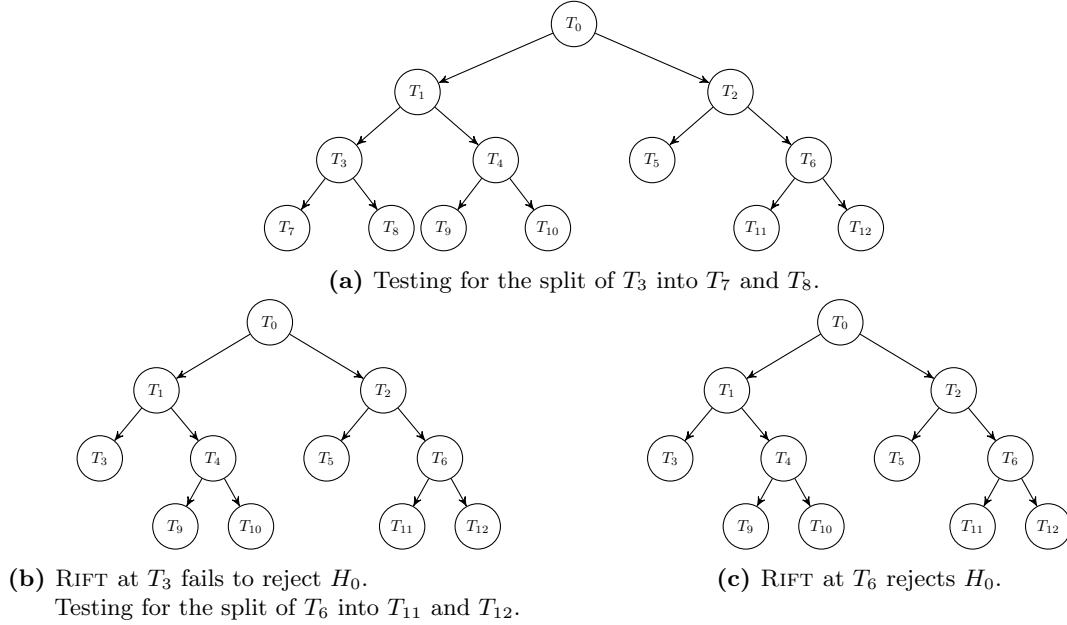 T₀
T₁ T₂
T₃ T₄ T₅ T₆
T₇ T₈ T₉ T₁₀ T₁₁ T₁₂
(a) Testing for the split of T₃ into T₇ and T₈.
T₀
T₁ T₂
T₃ T₄ T₅ T₆
T₉ T₁₀ T₁₁ T₁₂
(b) RIFT at T₃ fails to reject H₀.
Testing for the split of T₆ into T₁₁ and T₁₂.
T₀
T₁ T₂
T₃ T₄ T₅ T₆
T₉ T₁₀ T₁₁ T₁₂
(c) RIFT at T₆ rejects H₀.